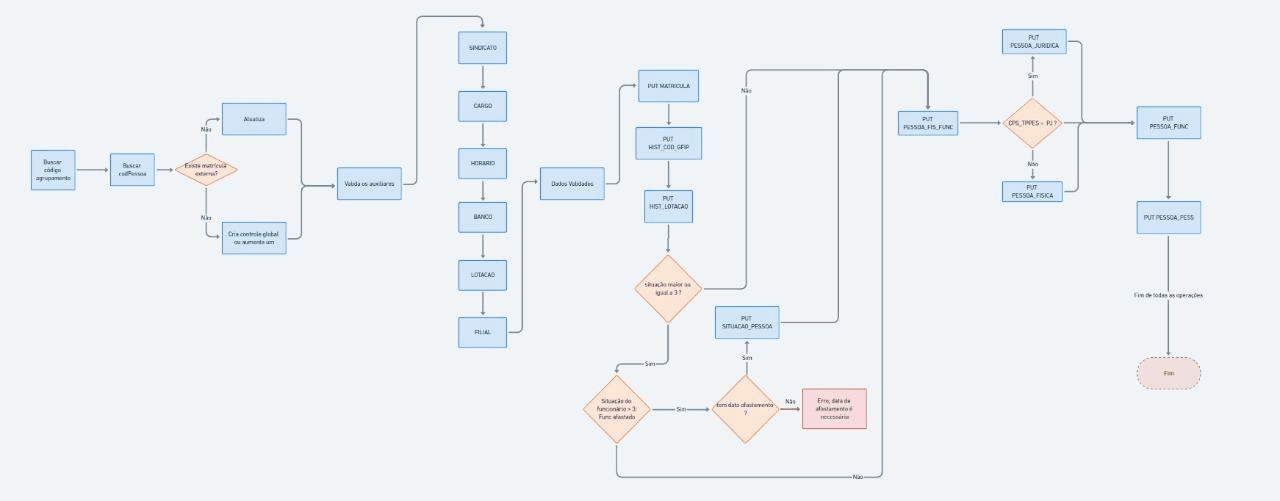 Buscar
código
agrupamento
Buscar
codPessoa
Existe matrícula
externa?
Não
Atualiza
Não
Cria controle global
ou aumenta um
Valida os auxiliares
SINDICATO
CARGO
HORARIO
BANCO
LOTACAO
FILIAL
Dados Validados
PUT MATRICULA
PUT
HIST_COD_GFIP
PUT
HIST_LOTACAO
situação maior ou
igual a 3 ?
Não
Sim
Situação do
funcionário > 3:
Func afastado
Sim
Não
tem data afastamento
?
Sim
PUT
SITUACAO_PESSOA
Não
Erro, data de
afastamento é
necessária
PUT
PESSOA_FIS_FUNC
CPS_TPPES = PJ ?
Sim
PUT
PESSOA_JURIDICA
Não
PUT
PESSOA_FISICA
PUT
PESSOA_FUNC
PUT PESSOA_PESS
Fim de todas as operações
Fim